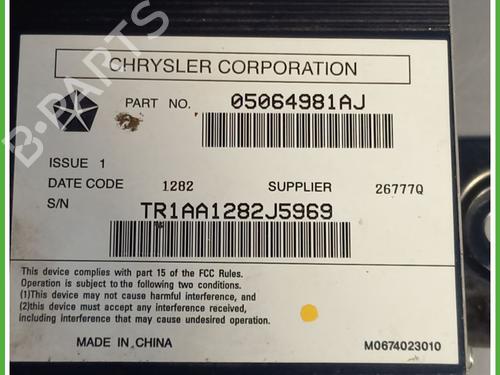 CHRYSLER CORPORATION
PART NO. 05064981AJ
ISSUE 1
DATE CODE 1282 SUPPLIER 26777Q
S/N TR1AA1282J5969
This device complies with part 15 of the FCC Rules.
Operation is subject to the following two conditions.
(1)This device may not cause harmful interference, and
(2)this device must accept any interference received,
including interference that may cause undesired operation.
MADE IN CHINA M0674023010
B-PARTS